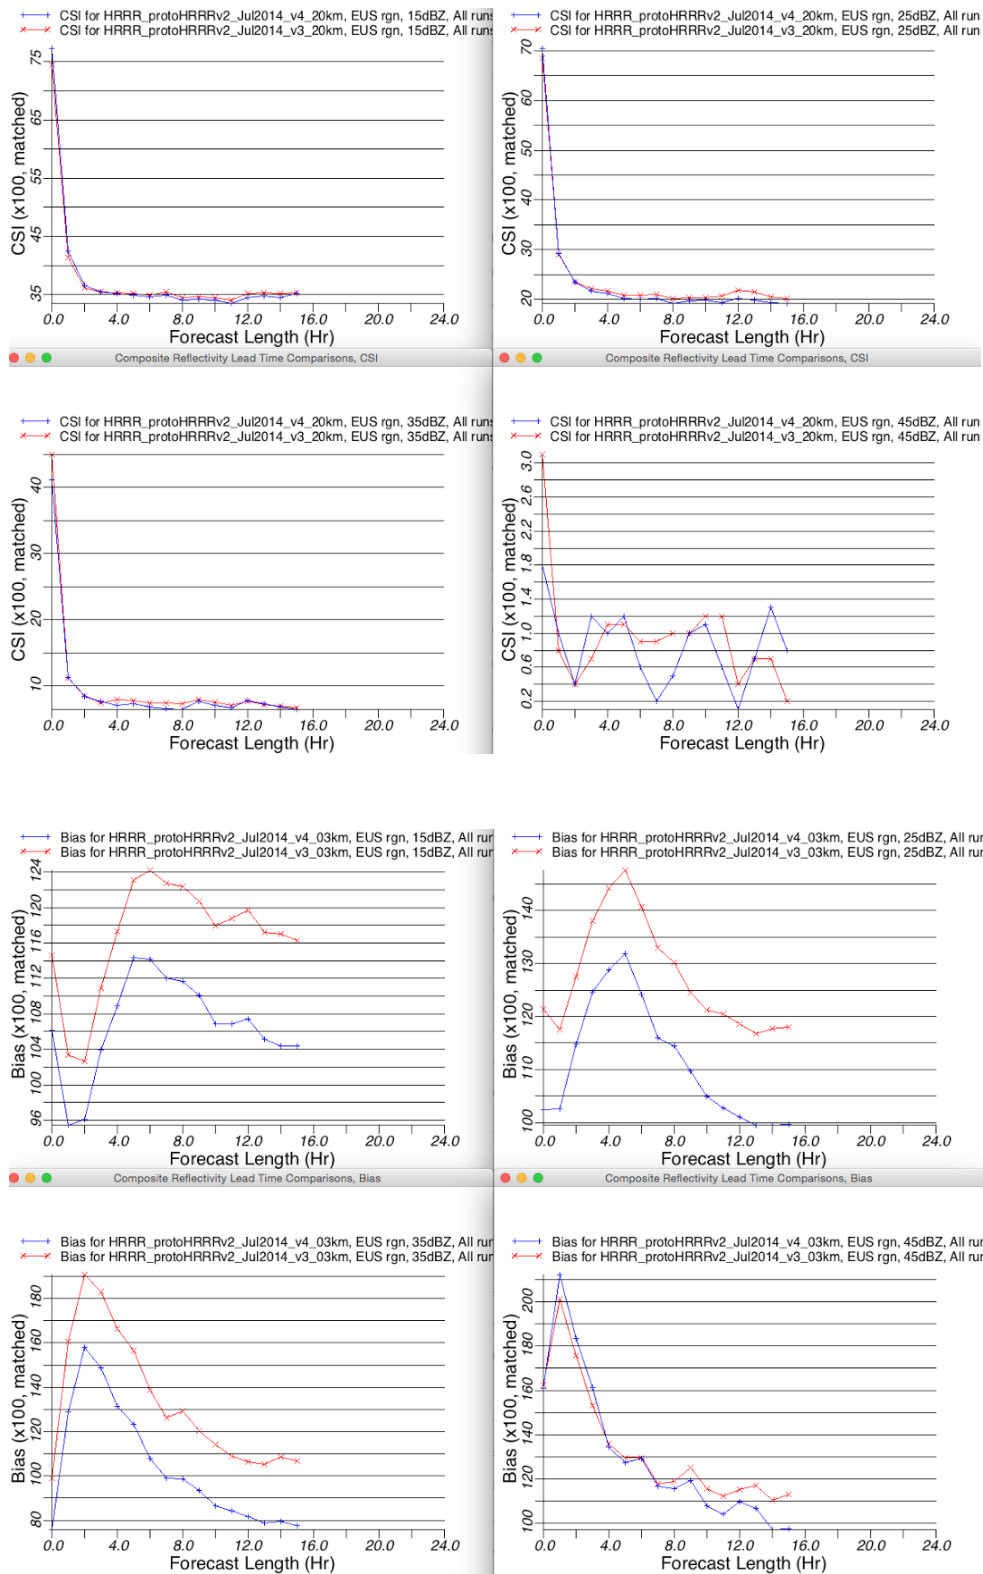 CSI for HRRR_protoHRRRv2_Jul2014_v4_20km, EUS rgn, 15dBZ, All runs
CSI for HRRR_protoHRRRv2_Jul2014_v3_20km, EUS rgn, 15dBZ, All runs
75
65
55
45
35
CSI (x100, matched)
0.0 4.0 8.0 12.0 16.0 20.0 24.0
Forecast Length (Hr)
CSI for HRRR_protoHRRRv2_Jul2014_v4_20km, EUS rgn, 25dBZ, All run
CSI for HRRR_protoHRRRv2_Jul2014_v3_20km, EUS rgn, 25dBZ, All run
70
60
50
40
30
20
CSI (x100, matched)
0.0 4.0 8.0 12.0 16.0 20.0 24.0
Forecast Length (Hr)
Composite Reflectivity Lead Time Comparisons, CSI
Composite Reflectivity Lead Time Comparisons, CSI
CSI for HRRR_protoHRRRv2_Jul2014_v4_20km, EUS rgn, 35dBZ, All runs
CSI for HRRR_protoHRRRv2_Jul2014_v3_20km, EUS rgn, 35dBZ, All runs
40
30
20
10
CSI (x100, matched)
0.0 4.0 8.0 12.0 16.0 20.0 24.0
Forecast Length (Hr)
CSI for HRRR_protoHRRRv2_Jul2014_v4_20km, EUS rgn, 45dBZ, All run
CSI for HRRR_protoHRRRv2_Jul2014_v3_20km, EUS rgn, 45dBZ, All run
3.0
2.6
2.2
1.8
1.4
1.0
0.6
0.2
CSI (x100, matched)
0.0 4.0 8.0 12.0 16.0 20.0 24.0
Forecast Length (Hr)
Bias for HRRR_protoHRRRv2_Jul2014_v4_03km, EUS rgn, 15dBZ, All run
Bias for HRRR_protoHRRRv2_Jul2014_v3_03km, EUS rgn, 15dBZ, All run
124
120
116
112
108
104
100
96
Bias (x100, matched)
0.0 4.0 8.0 12.0 16.0 20.0 24.0
Forecast Length (Hr)
Bias for HRRR_protoHRRRv2_Jul2014_v4_03km, EUS rgn, 25dBZ, All run
Bias for HRRR_protoHRRRv2_Jul2014_v3_03km, EUS rgn, 25dBZ, All run
140
130
120
110
100
Bias (x100, matched)
0.0 4.0 8.0 12.0 16.0 20.0 24.0
Forecast Length (Hr)
Composite Reflectivity Lead Time Comparisons, Bias
Composite Reflectivity Lead Time Comparisons, Bias
Bias for HRRR_protoHRRRv2_Jul2014_v4_03km, EUS rgn, 35dBZ, All run
Bias for HRRR_protoHRRRv2_Jul2014_v3_03km, EUS rgn, 35dBZ, All run
180
160
140
120
100
80
Bias (x100, matched)
0.0 4.0 8.0 12.0 16.0 20.0 24.0
Forecast Length (Hr)
Bias for HRRR_protoHRRRv2_Jul2014_v4_03km, EUS rgn, 45dBZ, All run
Bias for HRRR_protoHRRRv2_Jul2014_v3_03km, EUS rgn, 45dBZ, All run
200
180
160
140
120
100
Bias (x100, matched)
0.0 4.0 8.0 12.0 16.0 20.0 24.0
Forecast Length (Hr)